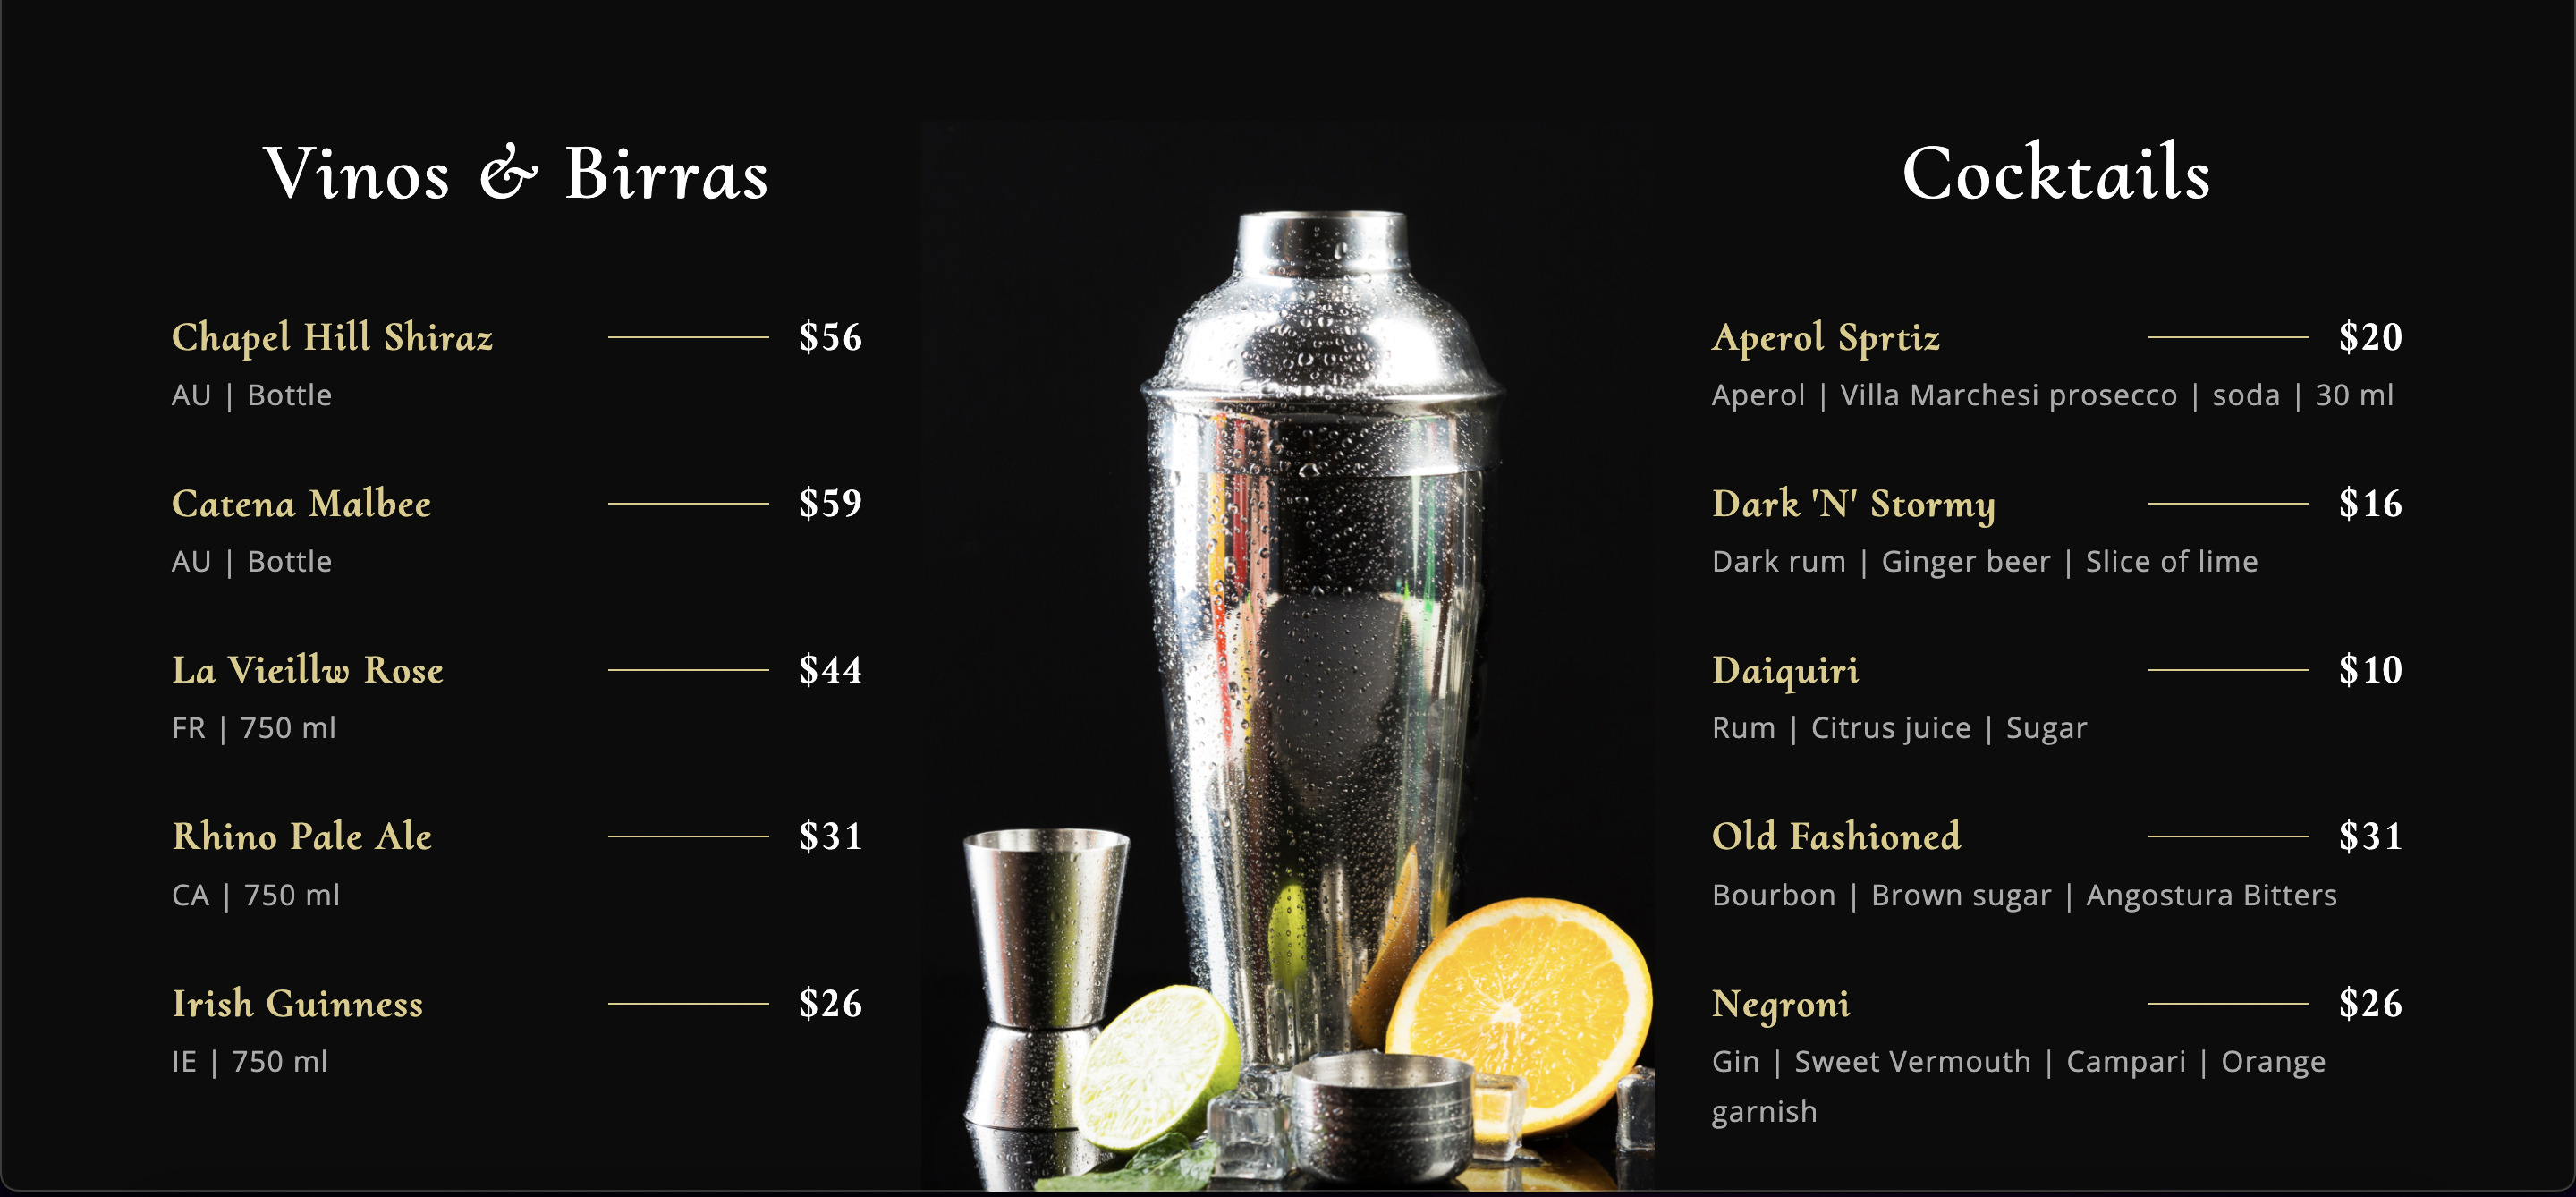 Vinos & Birras
Chapel Hill Shiraz $56
AU | Bottle
Catena Malbee $59
AU | Bottle
La Vieillw Rose $44
FR | 750 ml
Rhino Pale Ale $31
CA | 750 ml
Irish Guinness $26
IE | 750 ml
Cocktails
Aperol Sprtiz $20
Aperol | Villa Marchesi prosecco | soda | 30 ml
Dark 'N' Stormy $16
Dark rum | Ginger beer | Slice of lime
Daiquiri $10
Rum | Citrus juice | Sugar
Old Fashioned $31
Bourbon | Brown sugar | Angostura Bitters
Negroni $26
Gin | Sweet Vermouth | Campari | Orange
garnish